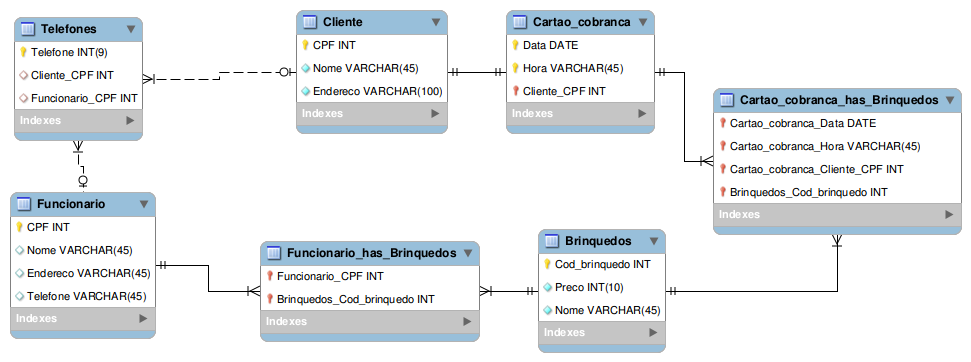 Telefones
Telefone INT(9)
Cliente_CPF INT
Funcionario_CPF INT
Indexes
Cliente
CPF INT
Nome VARCHAR(45)
Endereco VARCHAR(100)
Indexes
Cartao_cobranca
Data DATE
Hora VARCHAR(45)
Cliente_CPF INT
Indexes
Cartao_cobranca_has_Brinquedos
Cartao_cobranca_Data DATE
Cartao_cobranca_Hora VARCHAR(45)
Cartao_cobranca_Cliente_CPF INT
Brinquedos_Cod_brinquedo INT
Indexes
Funcionario
CPF INT
Nome VARCHAR(45)
Endereco VARCHAR(45)
Telefone VARCHAR(45)
Indexes
Funcionario_has_Brinquedos
Funcionario_CPF INT
Brinquedos_Cod_brinquedo INT
Indexes
Brinquedos
Cod_brinquedo INT
Preco INT(10)
Nome VARCHAR(45)
Indexes